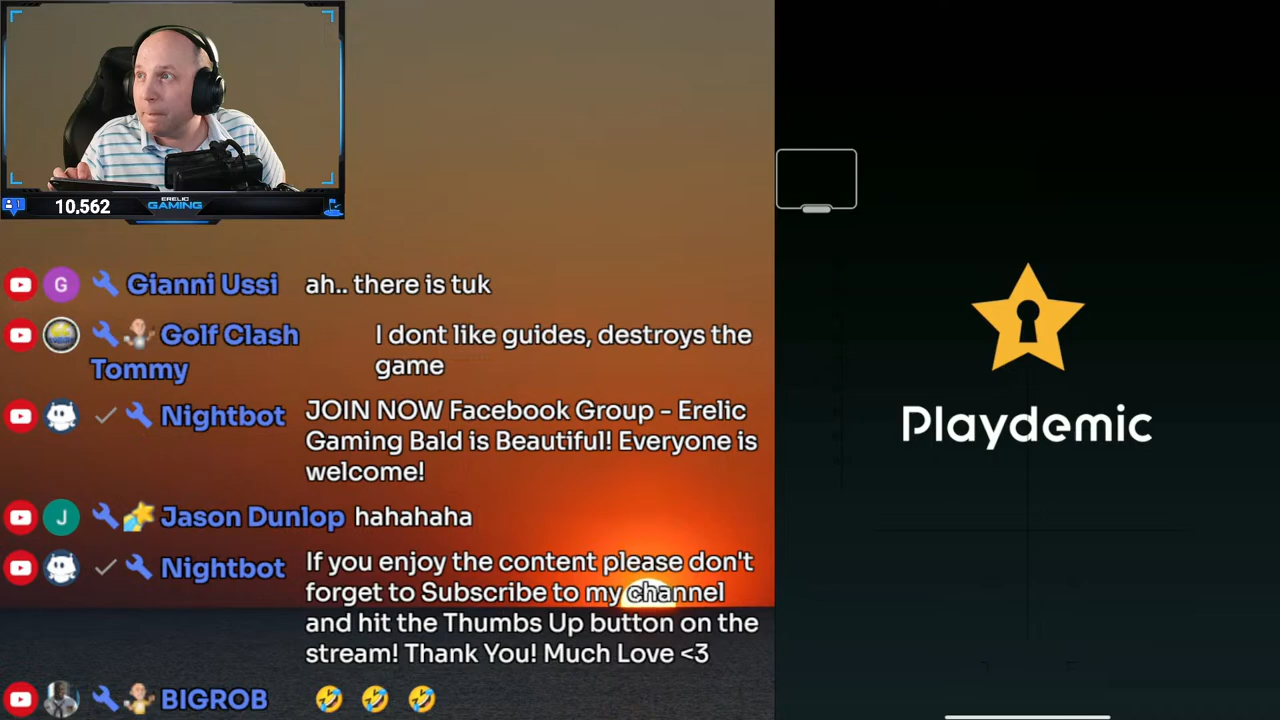 10,562
ERELIC
GAMING
G Gianni Ussi ah.. there is tuk
Golf Clash I dont like guides, destroys the
Tommy game
Nightbot JOIN NOW Facebook Group - Erelic
Gaming Bald is Beautiful! Everyone is
welcome!
J Jason Dunlop hahahaha
Nightbot If you enjoy the content please don't
forget to Subscribe to my channel
and hit the Thumbs Up button on the
stream! Thank You! Much Love <3
BIGROB 🤣 🤣 🤣
Playdemic